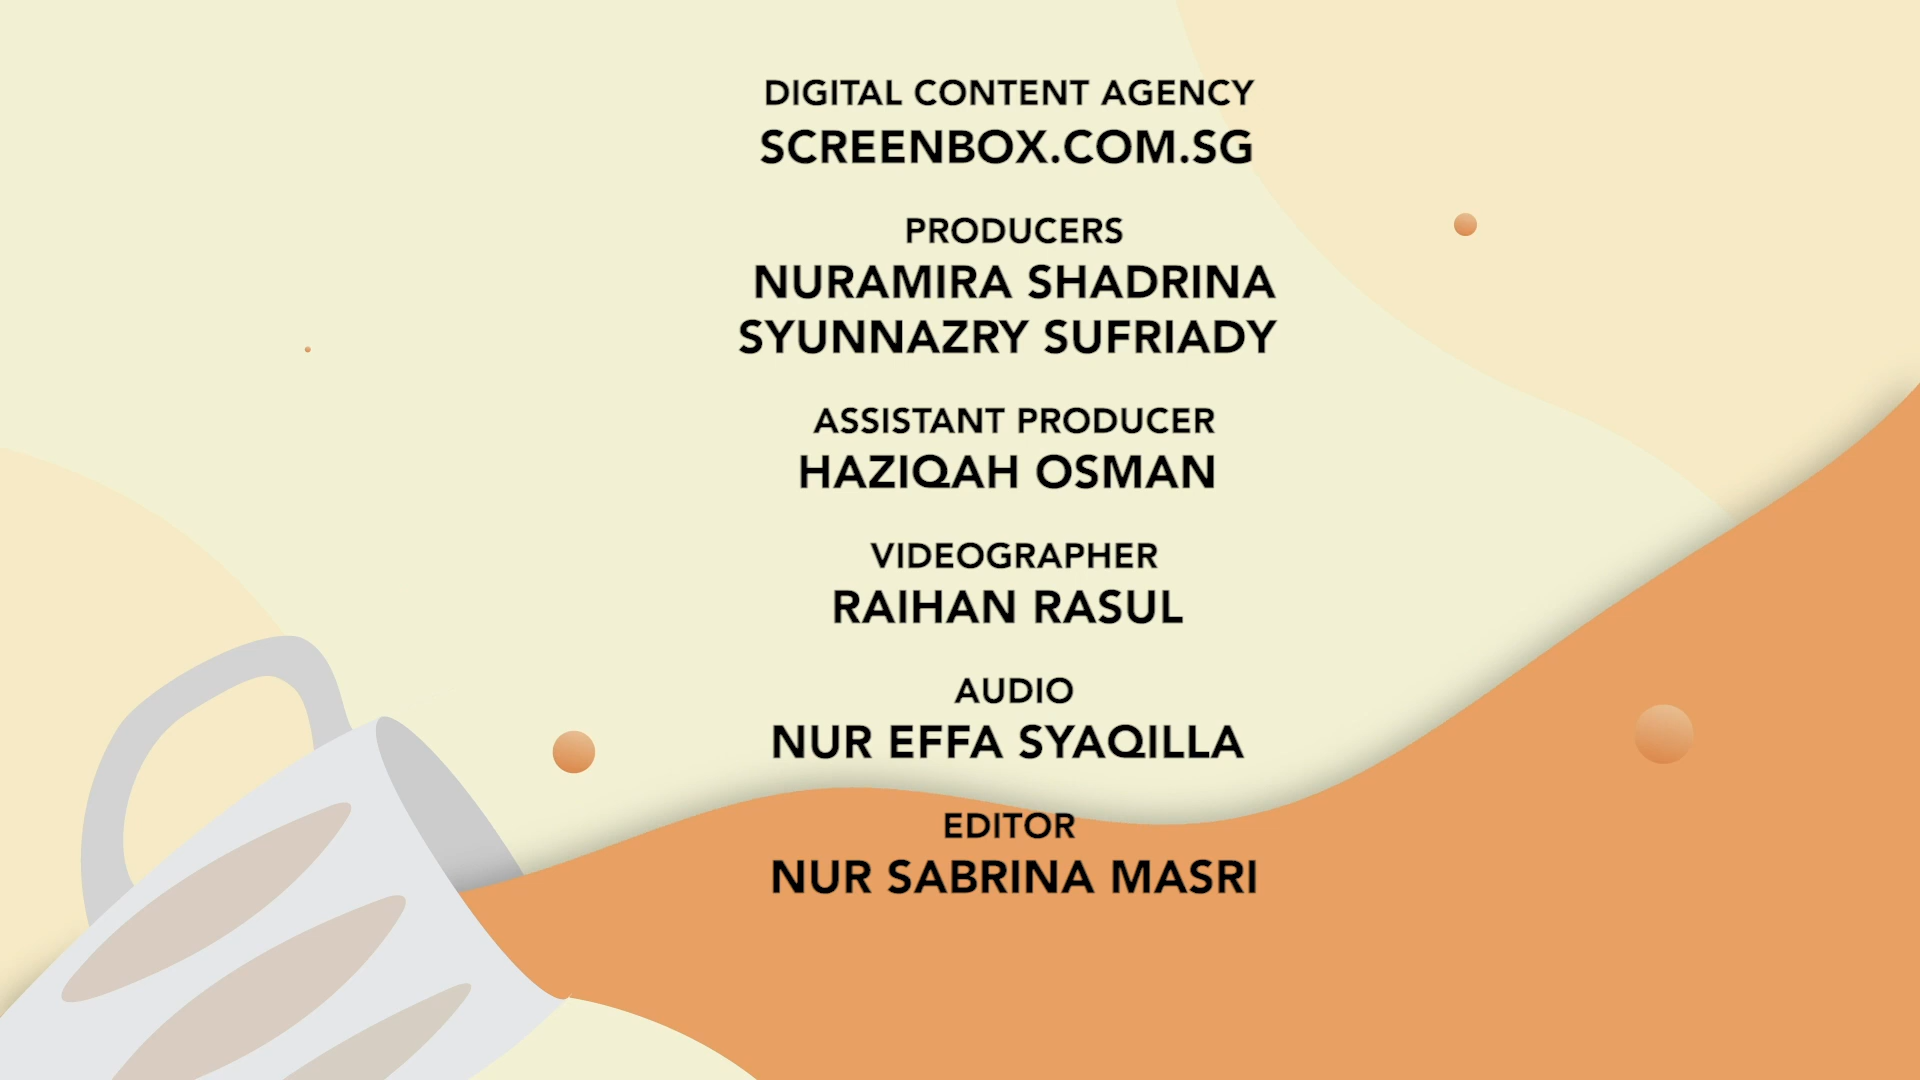 DIGITAL CONTENT AGENCY
SCREENBOX.COM.SG
PRODUCERS
NURAMIRA SHADRINA
SYUNNAZRY SUFRIADY
ASSISTANT PRODUCER
HAZIQAH OSMAN
VIDEOGRAPHER
RAIHAN RASUL
AUDIO
NUR EFFA SYAQILLA
EDITOR
NUR SABRINA MASRI